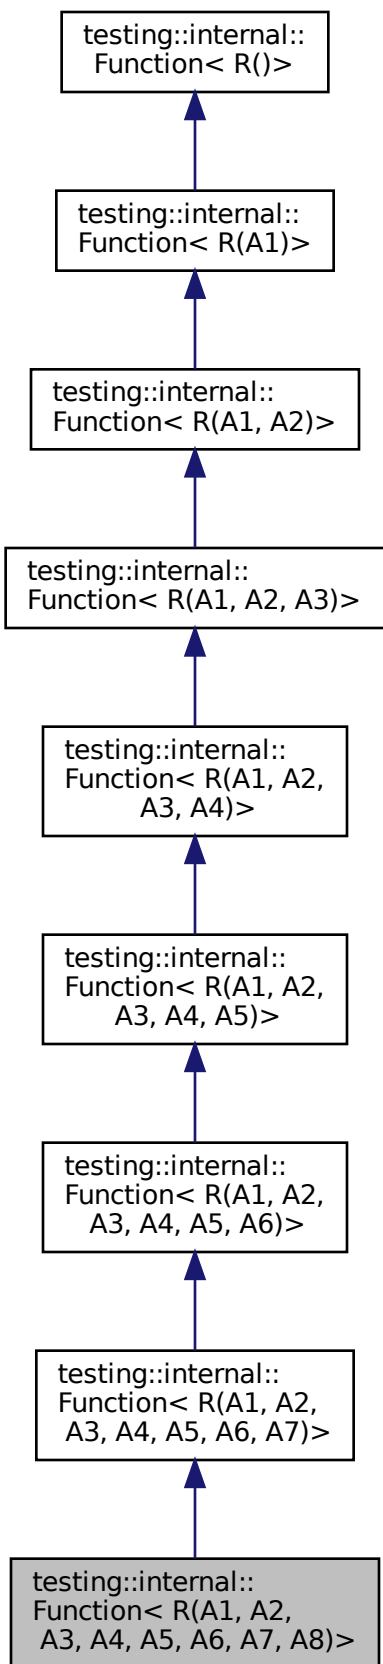 testing::internal::
Function< R()>
testing::internal::
Function< R(A1)>
testing::internal::
Function< R(A1, A2)>
testing::internal::
Function< R(A1, A2, A3)>
testing::internal::
Function< R(A1, A2,
A3, A4)>
testing::internal::
Function< R(A1, A2,
A3, A4, A5)>
testing::internal::
Function< R(A1, A2,
A3, A4, A5, A6)>
testing::internal::
Function< R(A1, A2,
A3, A4, A5, A6, A7)>
testing::internal::
Function< R(A1, A2,
A3, A4, A5, A6, A7, A8)>